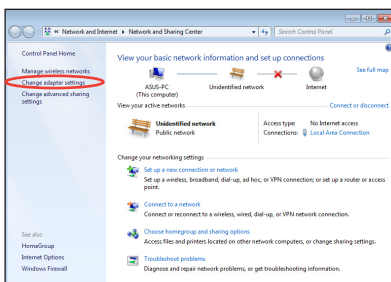 « Network and Internet ▸ Network and Sharing Center
Search Control Panel
Control Panel Home
Manage wireless networks
Change adapter settings
Change advanced sharing
settings
See also
HomeGroup
Internet Options
Windows Firewall
View your basic network information and set up connections
See full map
ASUS-PC
(This computer)
Unidentified network
Internet
View your active networks
Connect or disconnect
Unidentified network
Public network
Access type: No Internet access
Connections: Local Area Connection
Change your networking settings
Set up a new connection or network
Set up a wireless, broadband, dial-up, ad hoc, or VPN connection; or set up a router or access
point.
Connect to a network
Connect or reconnect to a wireless, wired, dial-up, or VPN network connection.
Choose homegroup and sharing options
Access files and printers located on other network computers, or change sharing settings.
Troubleshoot problems
Diagnose and repair network problems, or get troubleshooting information.